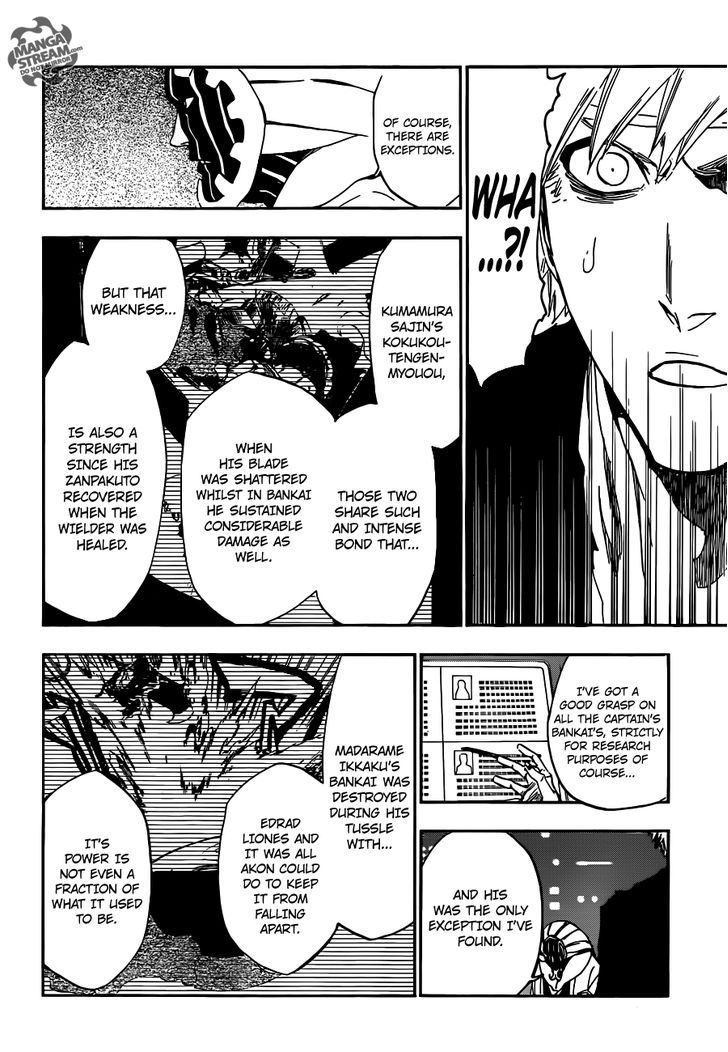 MANGA
STREAM.com
DO NOT MIRROR!
WHA
....?!
OF COURSE,
THERE ARE
EXCEPTIONS.
KUMAMURA
SAJIN'S
KOKUKOU-
TENGEN-
MYOUOU,
THOSE TWO
SHARE SUCH
AND INTENSE
BOND THAT...
WHEN
HIS BLADE
WAS SHATTERED
WHILST IN BANKAI
HE SUSTAINED
CONSIDERABLE
DAMAGE AS
WELL.
BUT THAT
WEAKNESS...
IS ALSO A
STRENGTH
SINCE HIS
ZANPAKUTO
RECOVERED
WHEN THE
WIELDER WAS
HEALED.
I'VE GOT A
GOOD GRASP ON
ALL THE CAPTAIN'S
BANKAI'S, STRICTLY
FOR RESEARCH
PURPOSES OF
COURSE...
AND HIS
WAS THE ONLY
EXCEPTION I'VE
FOUND.
MADARAME
IKKAKU'S
BANKAI WAS
DESTROYED
DURING HIS
TUSSLE
WITH...
EDRAD
LIONES AND
IT WAS ALL
AKON COULD
DO TO KEEP
IT FROM
FALLING
APART.
IT'S
POWER IS
NOT EVEN A
FRACTION OF
WHAT IT USED
TO BE.